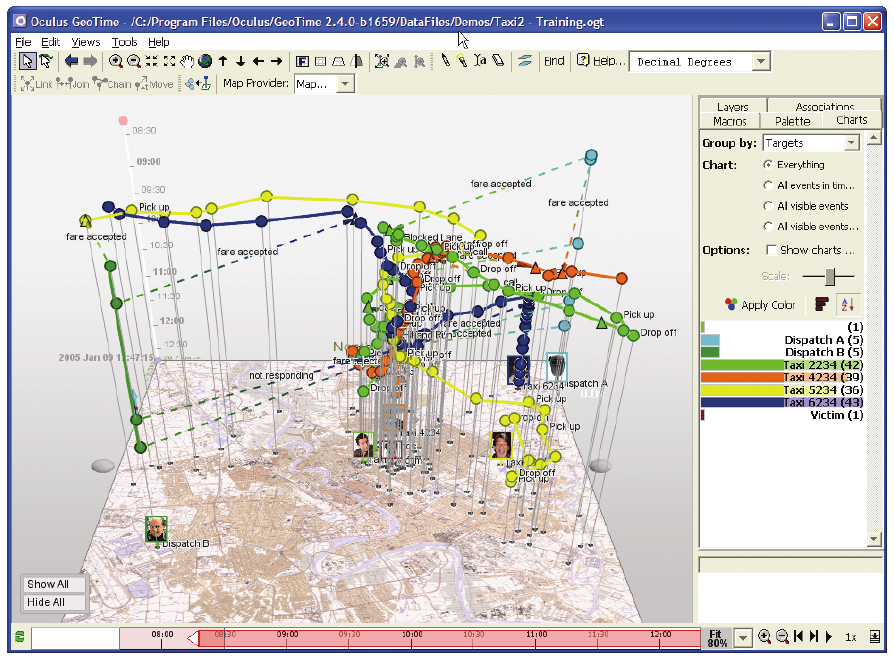 Oculus GeoTime - /C:/Program Files/Oculus/GeoTime 2.4.0-b1659/DataFiles/Demos/Taxi2 - Training.ogt
File Edit Views Tools Help
Find Help... Decimal Degrees
Link Join Chain Move Map Provider: Map...
Layers Associations
Macros Palette Charts
Group by: Targets
Chart: Everything
All events in tim...
All visible events
All visible events...
Options: Show charts ...
Scale:
Apply Color
(1)
Dispatch A (5)
Dispatch B (5)
Taxi 2234 (42)
Taxi 4234 (39)
Taxi 5234 (36)
Taxi 6234 (43)
Victim (1)
08:30
09:00
09:30
10:30
11:00
11:30
12:00
12:30
2005 Jan 09 12:47:15
fare accepted
fare accepted
Pick up
fare accepted
fare accepted
Blocked Lane
Pick up
drop off
Drop off
Drop off
Pick up
Drop off
call
Pick up
Pick up
Drop off
Pick up
Drop off
fare accepted
accepted
Pick up
not responding
Drop off
Taxi 6234
Dispatch A
Pick up
Pick up
Taxi 4234
Drop off
Pick up
Dispatch B
Show All
Hide All
08:00 08:30 09:00 09:30 10:00 10:30 11:00 11:30 12:00
Fit
80%
1x